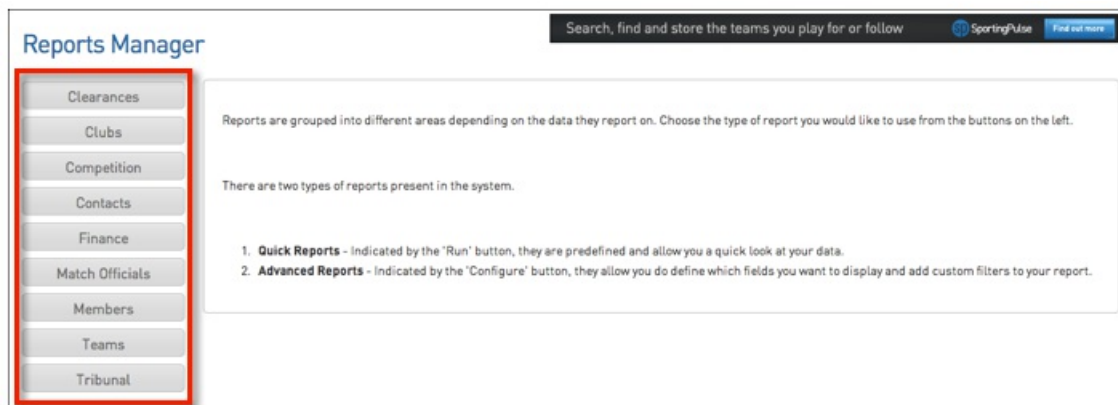 Search, find and store the teams you play for or follow
SportingPulse
Find out more
Reports Manager
Clearances
Clubs
Competition
Contacts
Finance
Match Officials
Members
Teams
Tribunal
Reports are grouped into different areas depending on the data they report on. Choose the type of report you would like to use from the buttons on the left.
There are two types of reports present in the system.
1. Quick Reports - Indicated by the 'Run' button, they are predefined and allow you a quick look at your data.
2. Advanced Reports - Indicated by the 'Configure' button, they allow you do define which fields you want to display and add custom filters to your report.